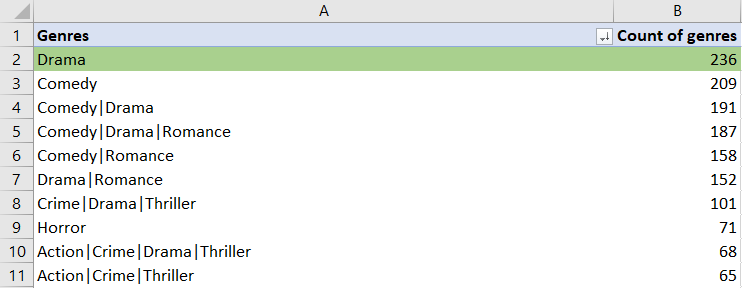 A B
1 Genres Count of genres
2 Drama 236
3 Comedy 209
4 Comedy|Drama 191
5 Comedy|Drama|Romance 187
6 Comedy|Romance 158
7 Drama|Romance 152
8 Crime|Drama|Thriller 101
9 Horror 71
10 Action|Crime|Drama|Thriller 68
11 Action|Crime|Thriller 65